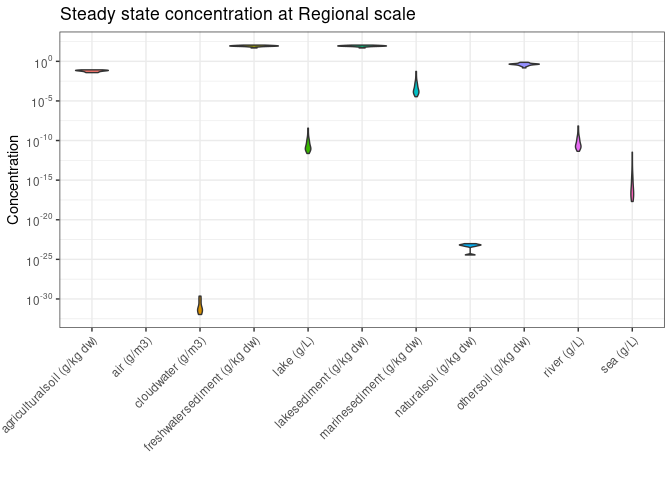 Steady state concentration at Regional scale
Concentration
10^0
10^-5
10^-10
10^-15
10^-20
10^-25
10^-30
agriculturalsoil (g/kg dw)
air (g/m3)
cloudwater (g/m3)
freshwatersediment (g/kg dw)
lake (g/L)
lakesediment (g/kg dw)
marinesediment (g/kg dw)
naturalsoil (g/kg dw)
othersoil (g/kg dw)
river (g/L)
sea (g/L)